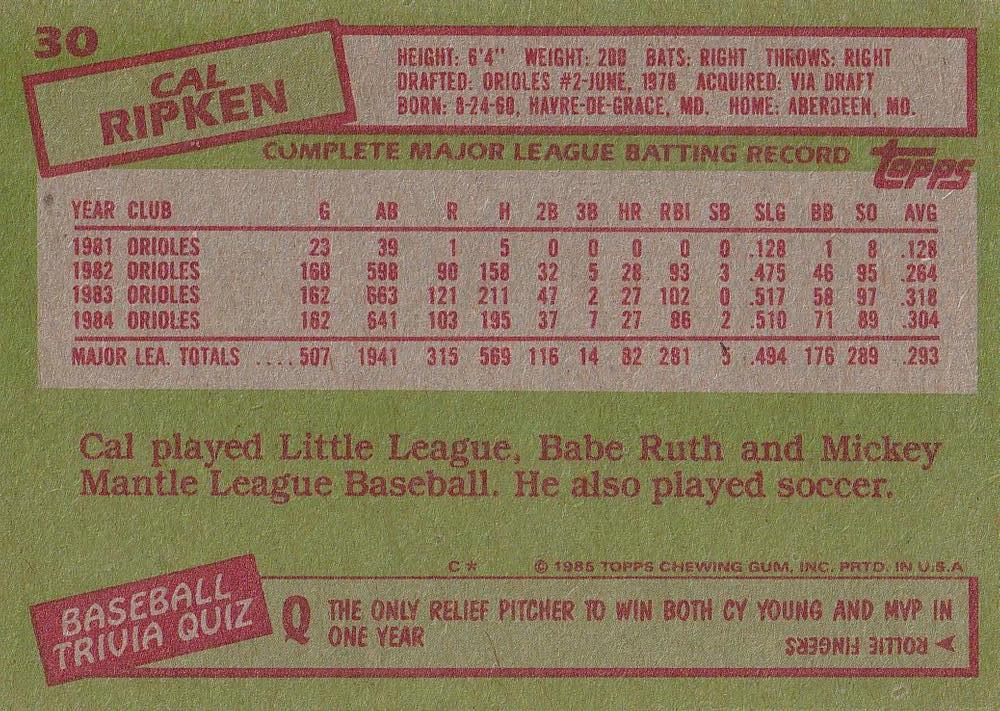 30
CAL
RIPKEN
HEIGHT: 6'4" WEIGHT: 200 BATS: RIGHT THROWS: RIGHT
DRAFTED: ORIOLES #2-JUNE, 1978 ACQUIRED: VIA DRAFT
BORN: 8-24-60, HAVRE-DE-GRACE, MD. HOME: ABERDEEN, MD.
COMPLETE MAJOR LEAGUE BATTING RECORD
topps
YEAR CLUB G AB R H 2B 3B HR RBI SB SLG BB SO AVG
1981 ORIOLES 23 39 1 5 0 0 0 0 0 .128 1 8 .128
1982 ORIOLES 160 598 90 158 32 5 28 93 3 .475 46 95 .264
1983 ORIOLES 162 663 121 211 47 2 27 102 0 .517 58 97 .318
1984 ORIOLES 162 641 103 195 37 7 27 86 2 .510 71 89 .304
MAJOR LEA. TOTALS ....507 1941 315 569 116 14 82 281 5 .494 176 289 .293
Cal played Little League, Babe Ruth and Mickey
Mantle League Baseball. He also played soccer.
C* © 1985 TOPPS CHEWING GUM, INC. PRTD. IN U.S.A
BASEBALL
TRIVIA QUIZ
Q THE ONLY RELIEF PITCHER TO WIN BOTH CY YOUNG AND MVP IN
ONE YEAR
ROLLIE FINGERS